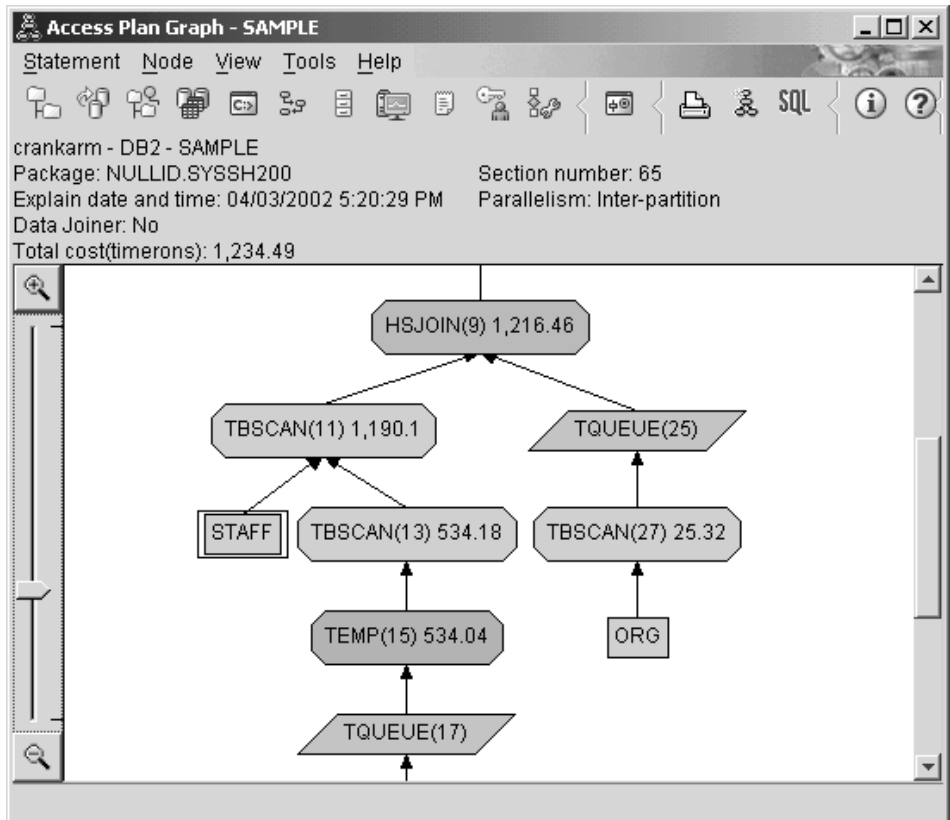 Access Plan Graph - SAMPLE
Statement Node View Tools Help
C:> SQL
crankarm - DB2 - SAMPLE
Package: NULLID.SYSSH200 Section number: 65
Explain date and time: 04/03/2002 5:20:29 PM Parallelism: Inter-partition
Data Joiner: No
Total cost(timerons): 1,234.49
HSJOIN(9) 1,216.46
TBSCAN(11) 1,190.1 TQUEUE(25)
STAFF TBSCAN(13) 534.18 TBSCAN(27) 25.32
TEMP(15) 534.04 ORG
TQUEUE(17)